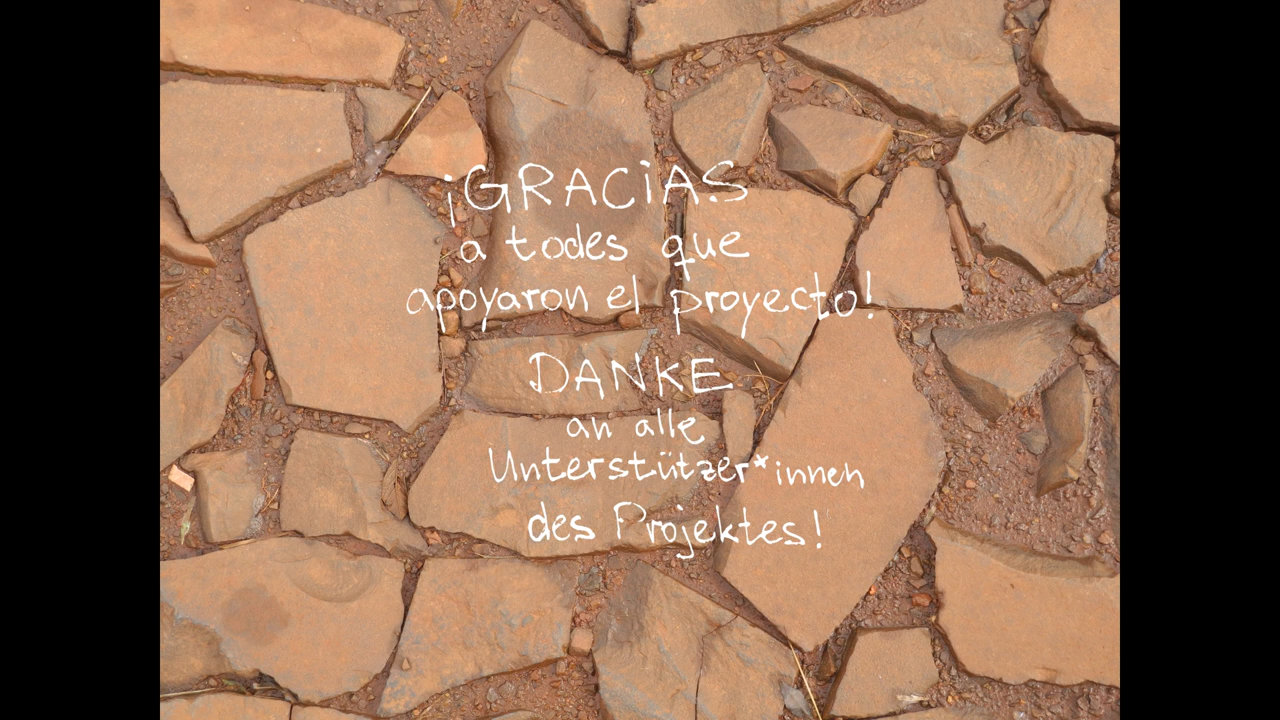 ¡GRACiAS
a todes que
apoyaron el proyecto!
DANKE
an alle
Unterstützer*innen
des Projektes!